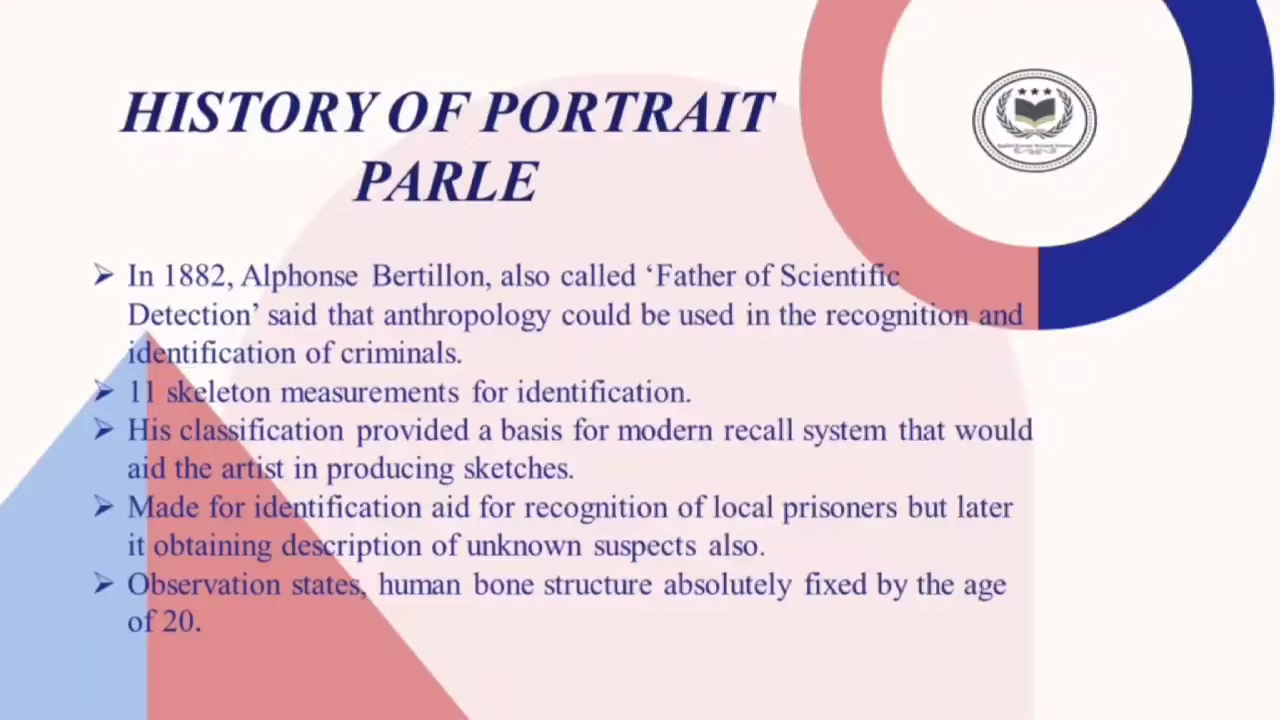 HISTORY OF PORTRAIT
PARLE
➢ In 1882, Alphonse Bertillon, also called ‘Father of Scientific
Detection’ said that anthropology could be used in the recognition and
identification of criminals.
➢ 11 skeleton measurements for identification.
➢ His classification provided a basis for modern recall system that would
aid the artist in producing sketches.
➢ Made for identification aid for recognition of local prisoners but later
it obtaining description of unknown suspects also.
➢ Observation states, human bone structure absolutely fixed by the age
of 20.